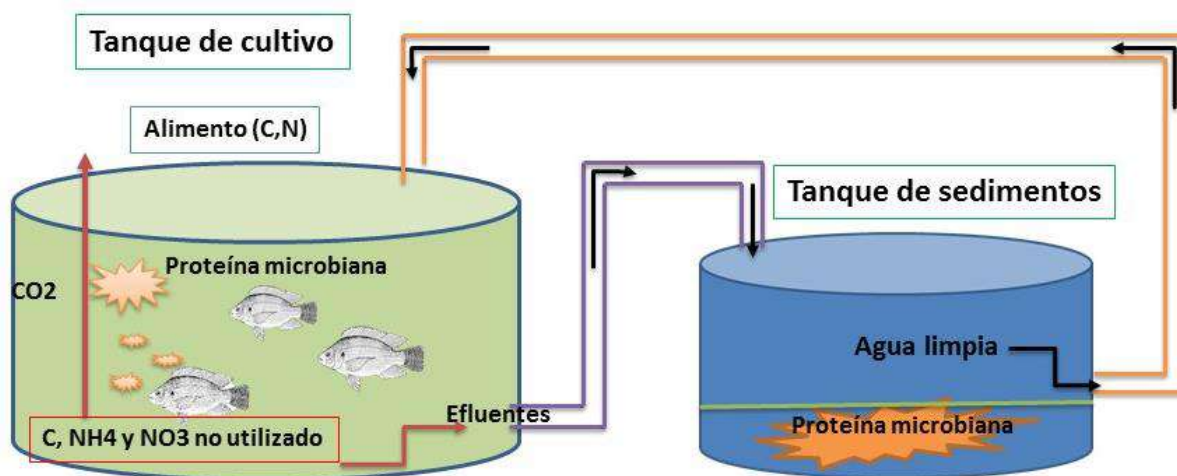 Tanque de cultivo
Alimento (C,N)
Tanque de sedimentos
Proteína microbiana
CO2
Agua limpia
Efluentes
C, NH4 y NO3 no utilizado
Proteína microbiana